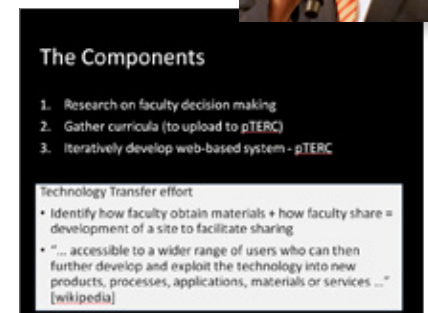 The Components
1. Research on faculty decision making
2. Gather curricula (to upload to pTERC)
3. Iteratively develop web-based system - pTERC
Technology Transfer effort
• Identify how faculty obtain materials + how faculty share =
development of a site to facilitate sharing
• "... accessible to a wider range of users who can then
further develop and exploit the technology into new
products, processes, applications, materials or services ..."
[wikipedia]